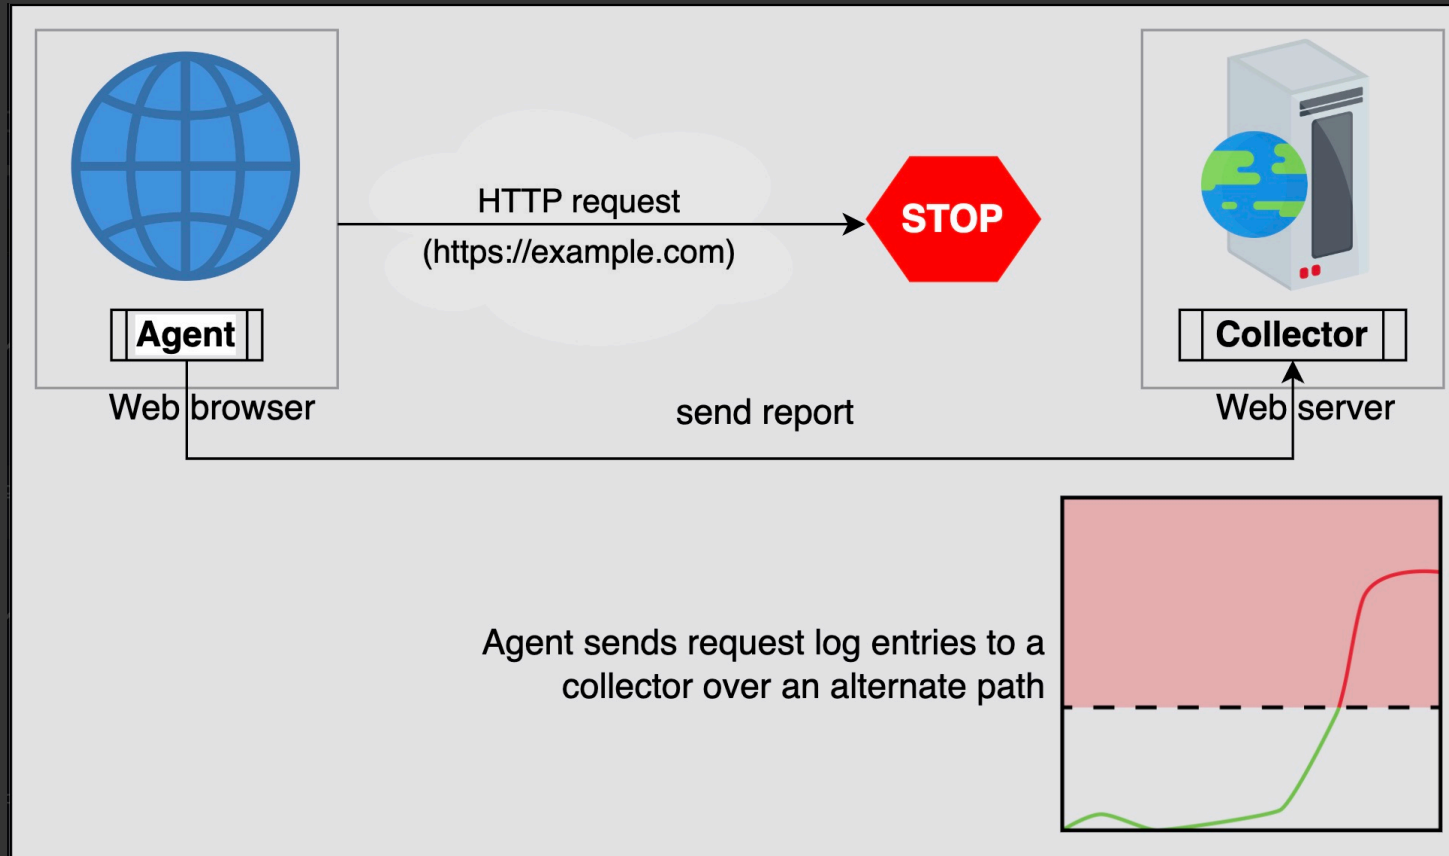 HTTP request
(https://example.com)
STOP
Agent
Collector
Web browser
send report
Web server
Agent sends request log entries to a
collector over an alternate path